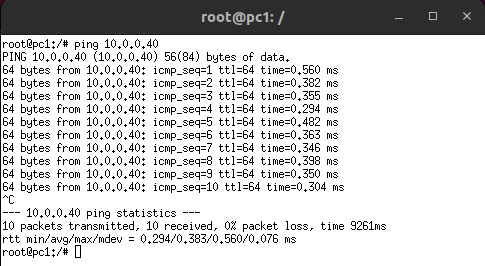 root@pc1: /
root@pc1:/# ping 10.0.0.40
PING 10.0.0.40 (10.0.0.40) 56(84) bytes of data.
64 bytes from 10.0.0.40: icmp_seq=1 ttl=64 time=0.560 ms
64 bytes from 10.0.0.40: icmp_seq=2 ttl=64 time=0.382 ms
64 bytes from 10.0.0.40: icmp_seq=3 ttl=64 time=0.355 ms
64 bytes from 10.0.0.40: icmp_seq=4 ttl=64 time=0.294 ms
64 bytes from 10.0.0.40: icmp_seq=5 ttl=64 time=0.482 ms
64 bytes from 10.0.0.40: icmp_seq=6 ttl=64 time=0.363 ms
64 bytes from 10.0.0.40: icmp_seq=7 ttl=64 time=0.346 ms
64 bytes from 10.0.0.40: icmp_seq=8 ttl=64 time=0.398 ms
64 bytes from 10.0.0.40: icmp_seq=9 ttl=64 time=0.350 ms
64 bytes from 10.0.0.40: icmp_seq=10 ttl=64 time=0.304 ms
^C
--- 10.0.0.40 ping statistics ---
10 packets transmitted, 10 received, 0% packet loss, time 9261ms
rtt min/avg/max/mdev = 0.294/0.383/0.560/0.076 ms
root@pc1:/#